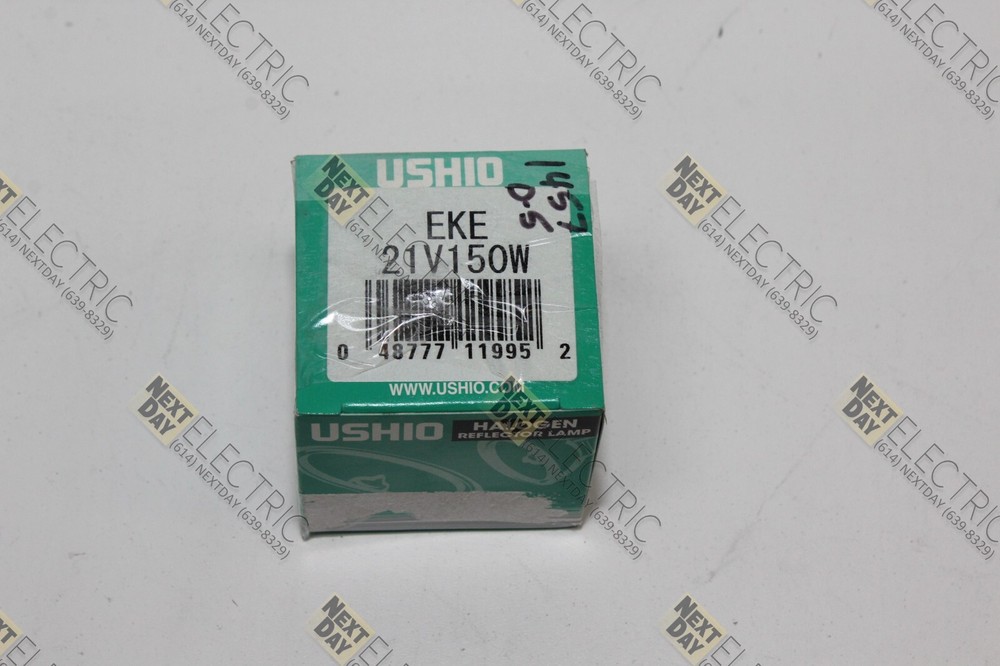 USHIO
EKE
21V150W
0 48777 11995 2
WWW.USHIO.COM
USHIO HALOGEN
REFLECTOR LAMP
1457
NEXT DAY ELECTRIC
(614) NEXTDAY (639-8329)